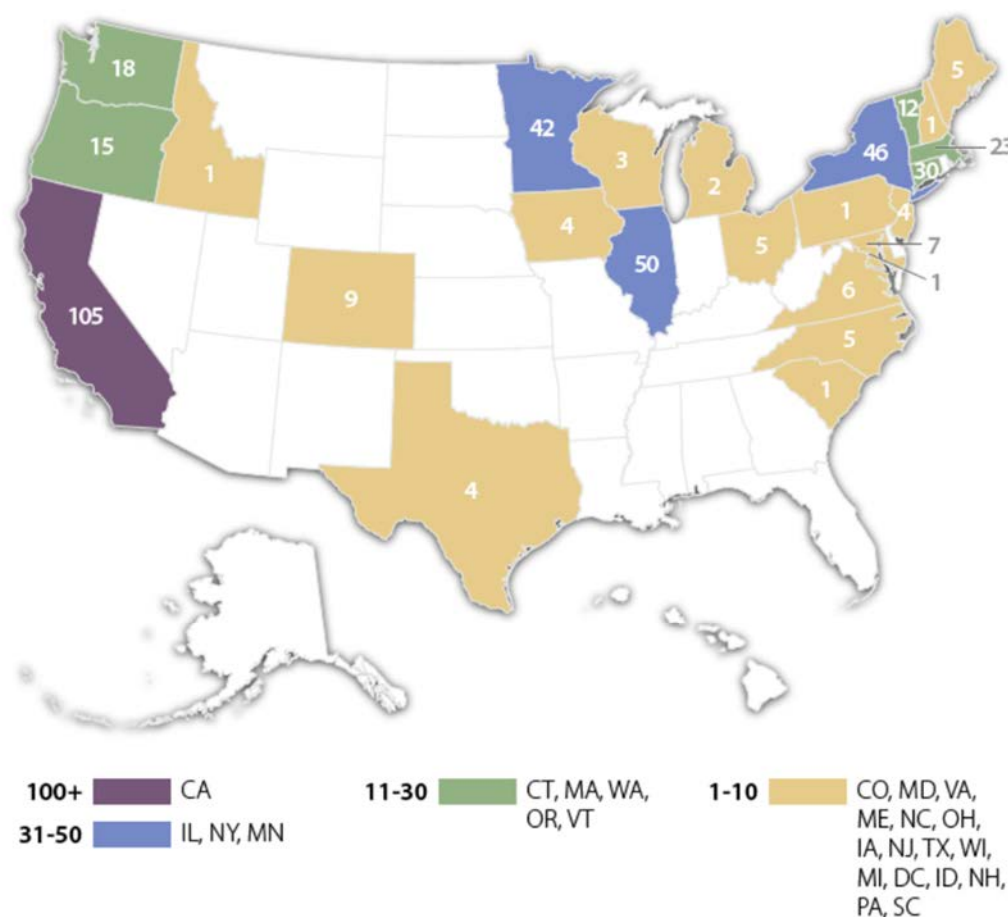 18
15
1
105
9
4
42
4
3
50
2
5
46
1
12
1
5
23
30
4
7
1
6
5
1
100+ CA
31-50 IL, NY, MN
11-30 CT, MA, WA,
OR, VT
1-10 CO, MD, VA,
ME, NC, OH,
IA, NJ, TX, WI,
MI, DC, ID, NH,
PA, SC